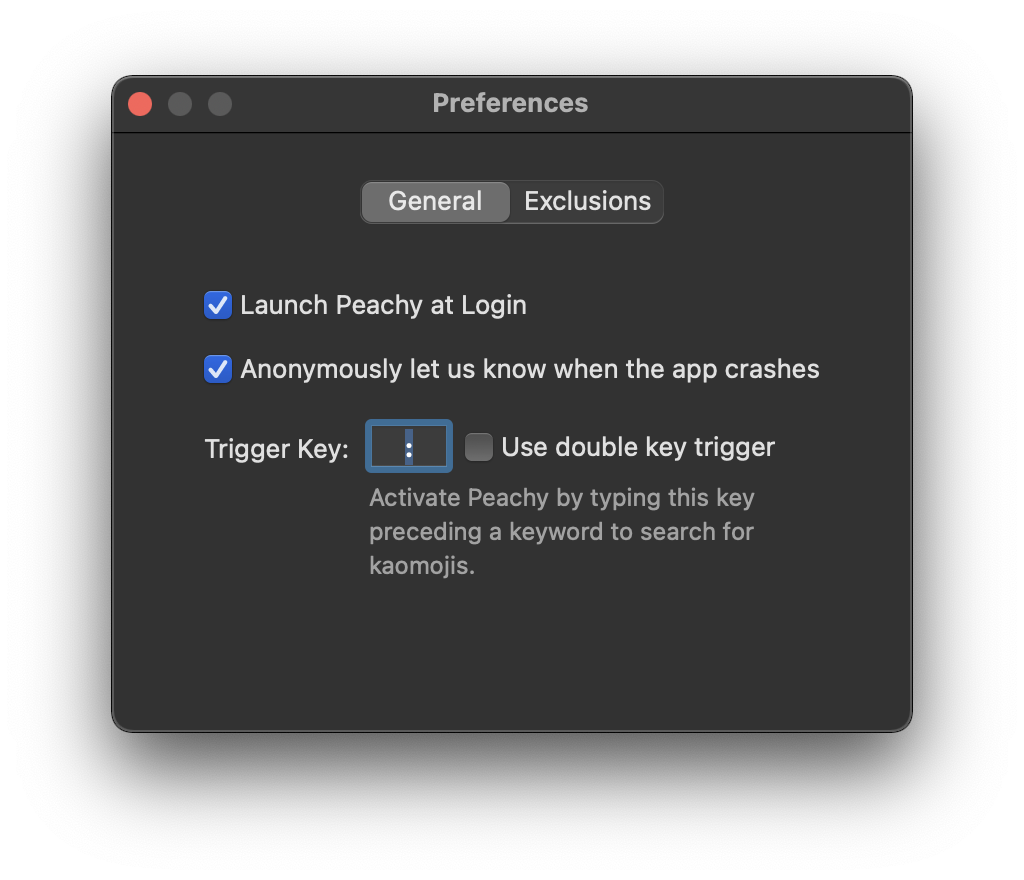 Preferences
General Exclusions
Launch Peachy at Login
Anonymously let us know when the app crashes
Trigger Key: : Use double key trigger
Activate Peachy by typing this key
preceding a keyword to search for
kaomojis.